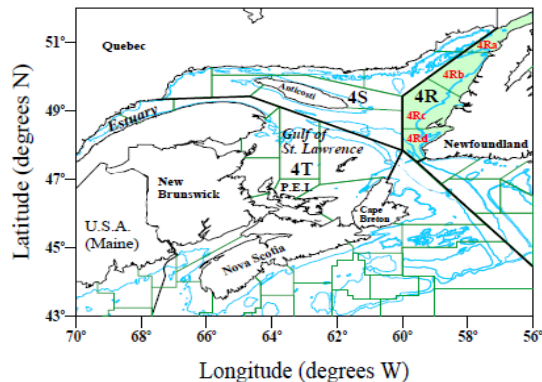 Latitude (degrees N)
51°
49°
47°
45°
43°
Quebec
4Ra
4Rb
Anticosti
4S
4R
4Rc
4Rd
Estuary
Gulf of
St. Lawrence
Newfoundland
4T
New
Brunswick
P.E.I.
Cape
Breton
U.S.A.
(Maine)
Nova Scotia
70°
68°
66°
64°
62°
60°
58°
56°
Longitude (degrees W)